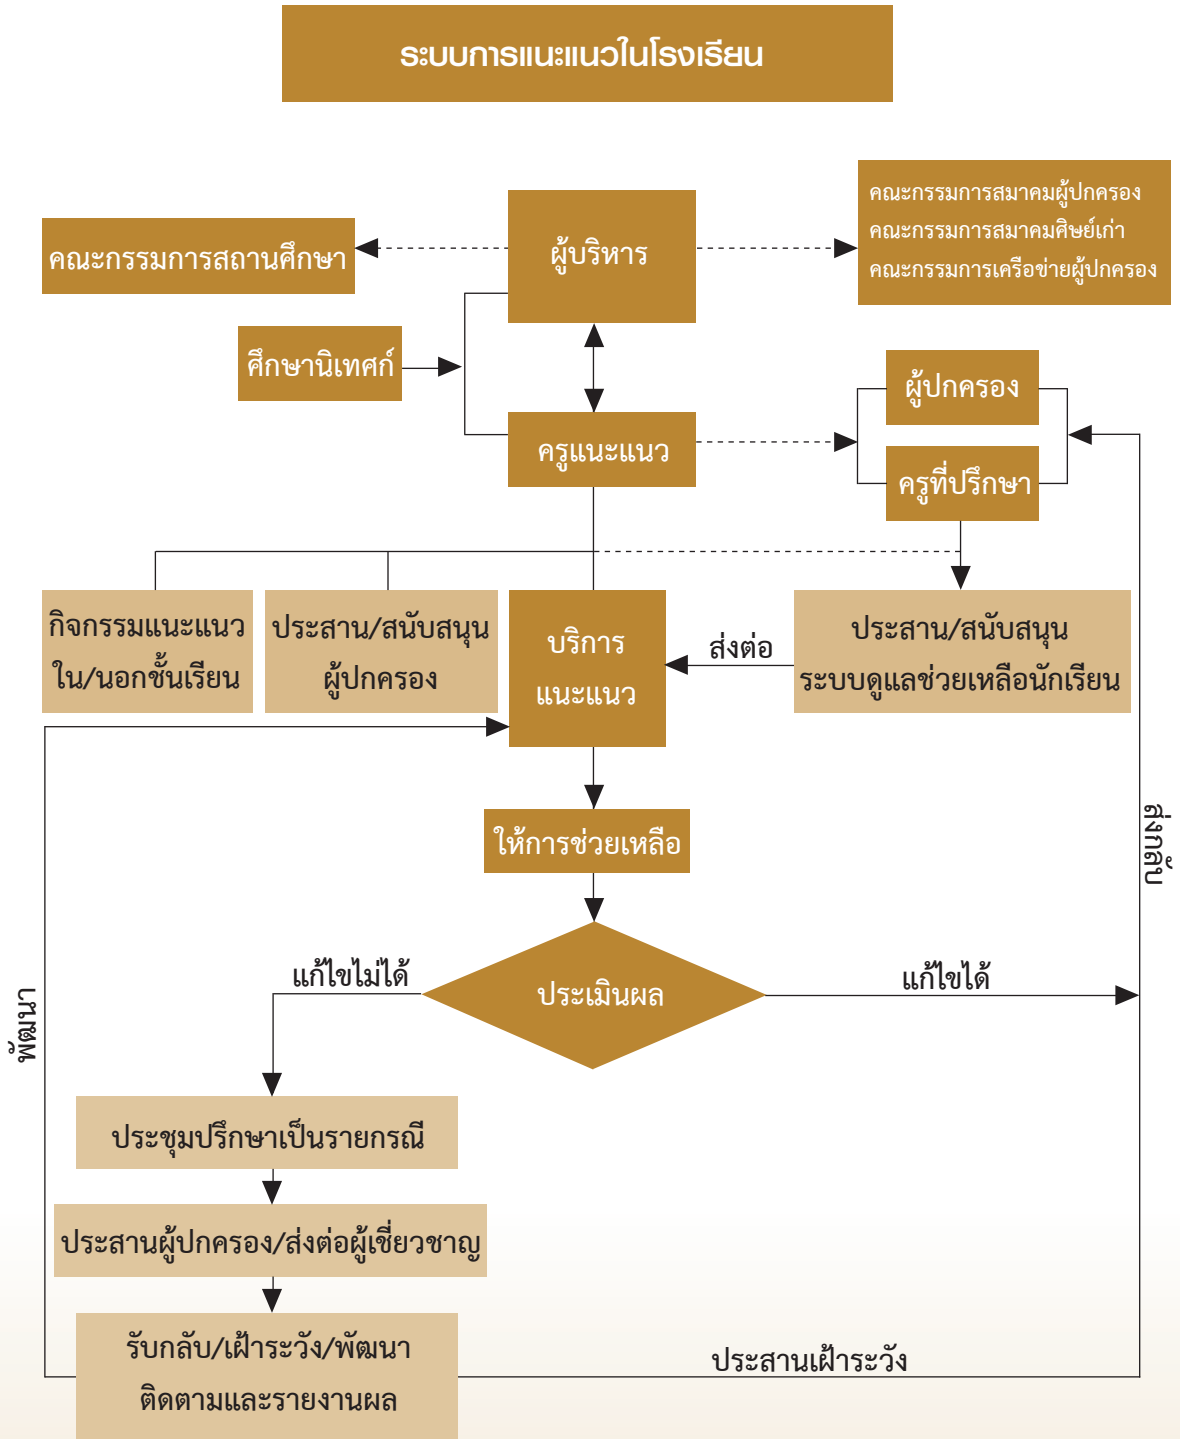 ระบบการแนะแนวในโรงเรียน
คณะกรรมการสถานศึกษา
ผู้บริหาร
คณะกรรมการสมาคมผู้ปกครอง
คณะกรรมการสมาคมศิษย์เก่า
คณะกรรมการเครือข่ายผู้ปกครอง
ศึกษานิเทศก์
ครูแนะแนว
ผู้ปกครอง
ครูที่ปรึกษา
กิจกรรมแนะแนว
ใน/นอกชั้นเรียน
ประสาน/สนับสนุน
ผู้ปกครอง
บริการ
แนะแนว
ส่งต่อ
ประสาน/สนับสนุน
ระบบดูแลช่วยเหลือนักเรียน
ให้การช่วยเหลือ
ส่งกลับ
แก้ไขไม่ได้
ประเมินผล
แก้ไขได้
พัฒนา
ประชุมปรึกษาเป็นรายกรณี
ประสานผู้ปกครอง/ส่งต่อผู้เชี่ยวชาญ
รับกลับ/เฝ้าระวัง/พัฒนา
ติดตามและรายงานผล
ประสานเฝ้าระวัง